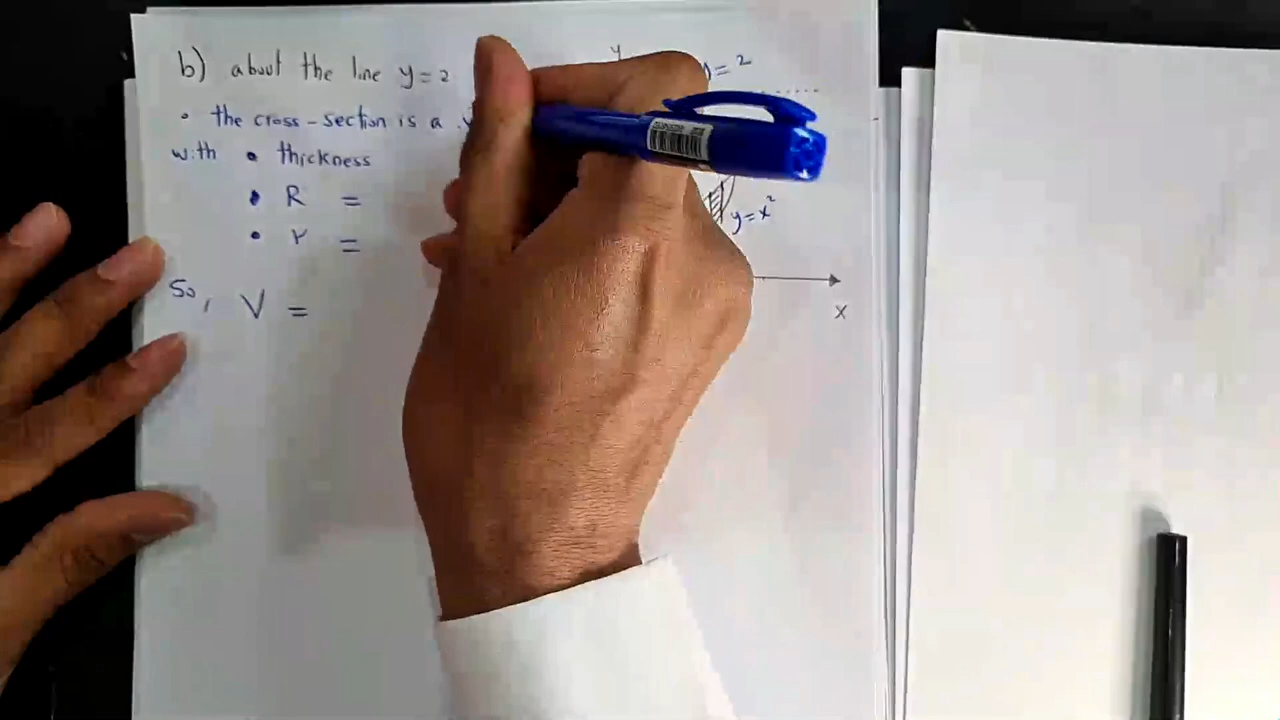 b) about the line y = 2
• the cross-section is a
with • thickness
• R =
• r =
So, V =
y
= 2
y = x²
x